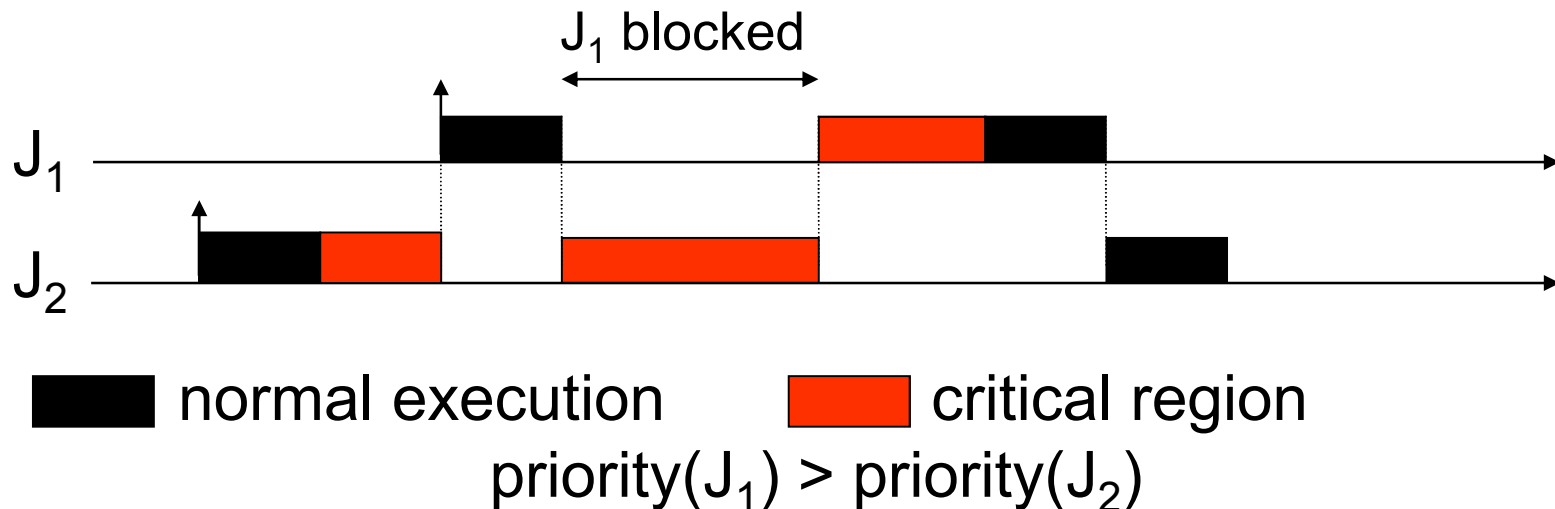 J₁ blocked
J₁
J₂
normal execution critical region
priority(J₁) > priority(J₂)